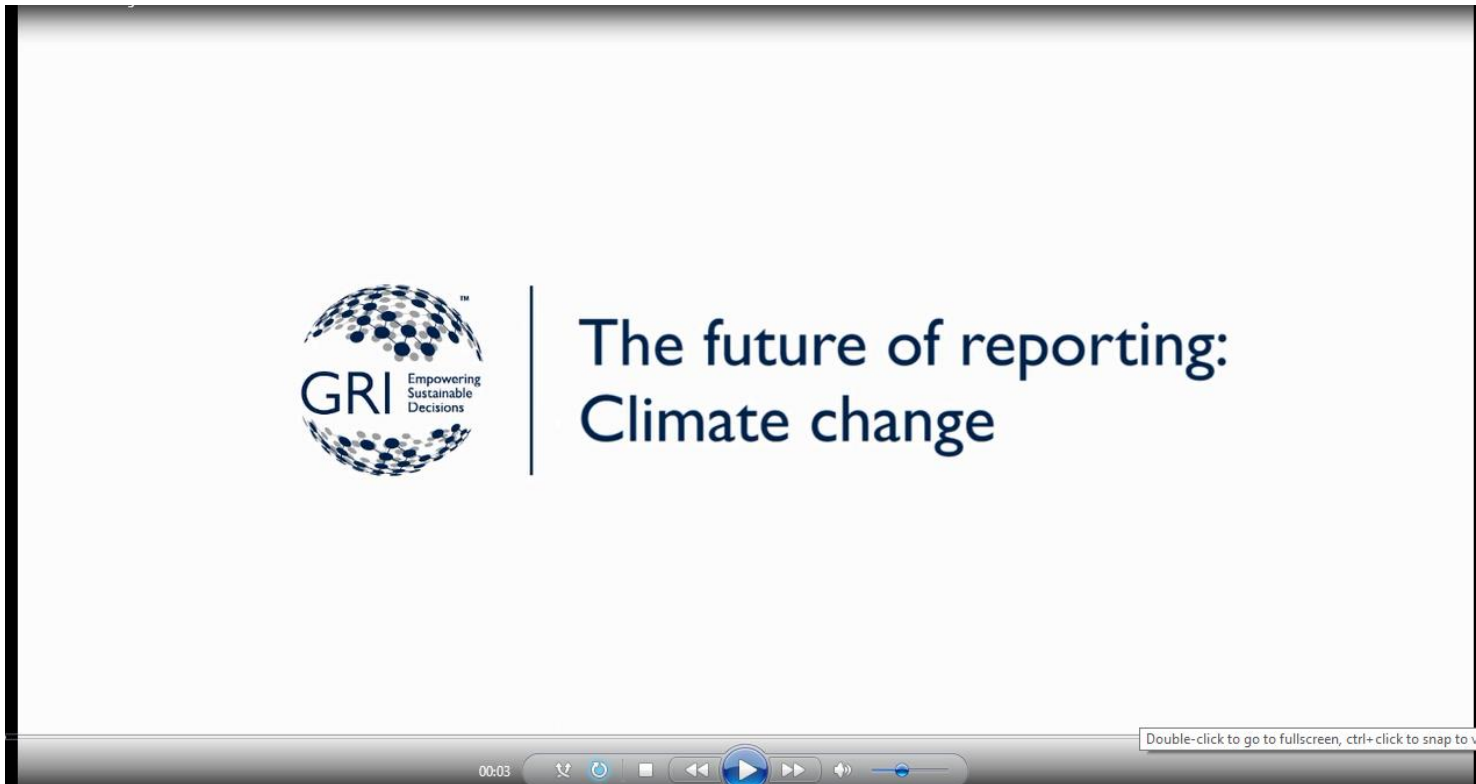 TM
GRI
Empowering
Sustainable
Decisions
The future of reporting:
Climate change
Double-click to go to fullscreen, ctrl+click to snap to
00:03